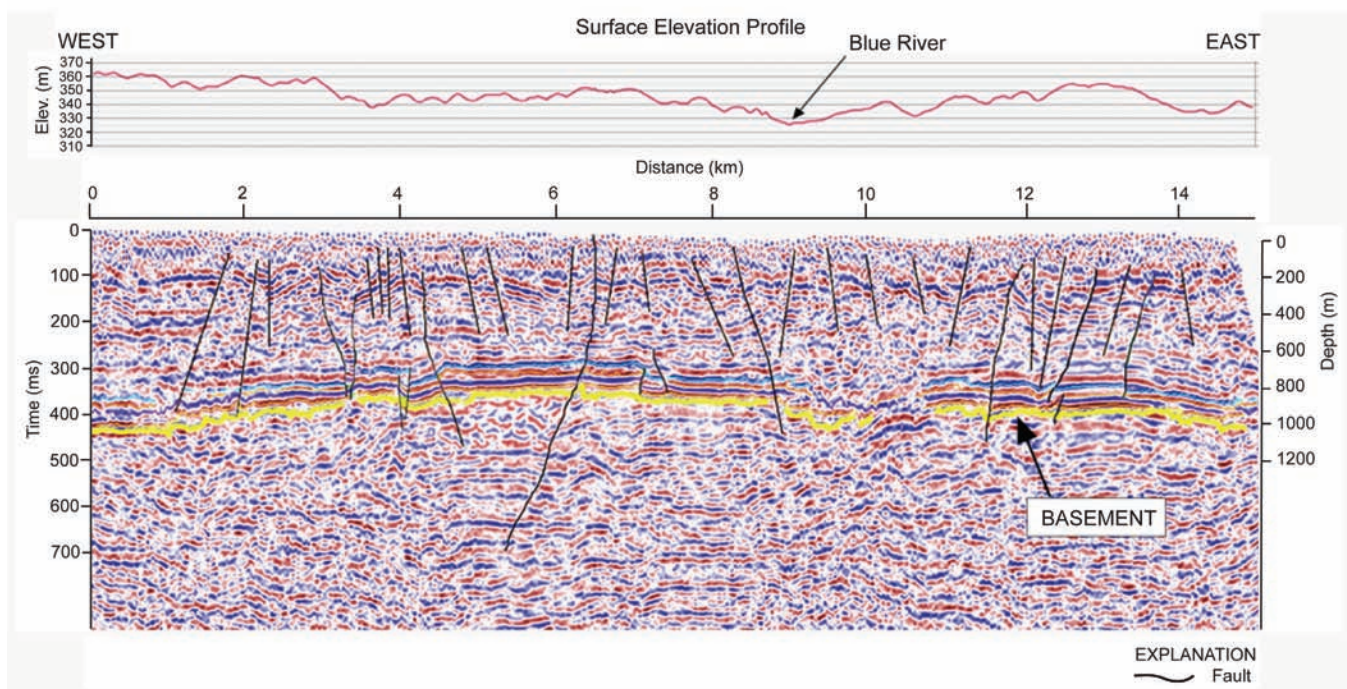 Surface Elevation Profile
WEST
Blue River
EAST
370
360
350
340
330
320
310
Elev. (m)
Distance (km)
0 2 4 6 8 10 12 14
0
100
200
300
400
500
600
700
Time (ms)
0
200
400
600
800
1000
1200
Depth (m)
BASEMENT
EXPLANATION
Fault